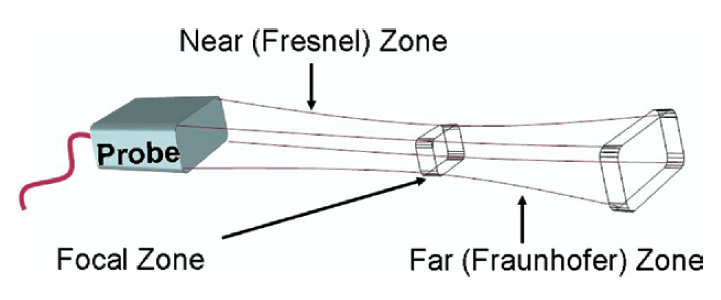 Near (Fresnel) Zone
Probe
Focal Zone
Far (Fraunhofer) Zone